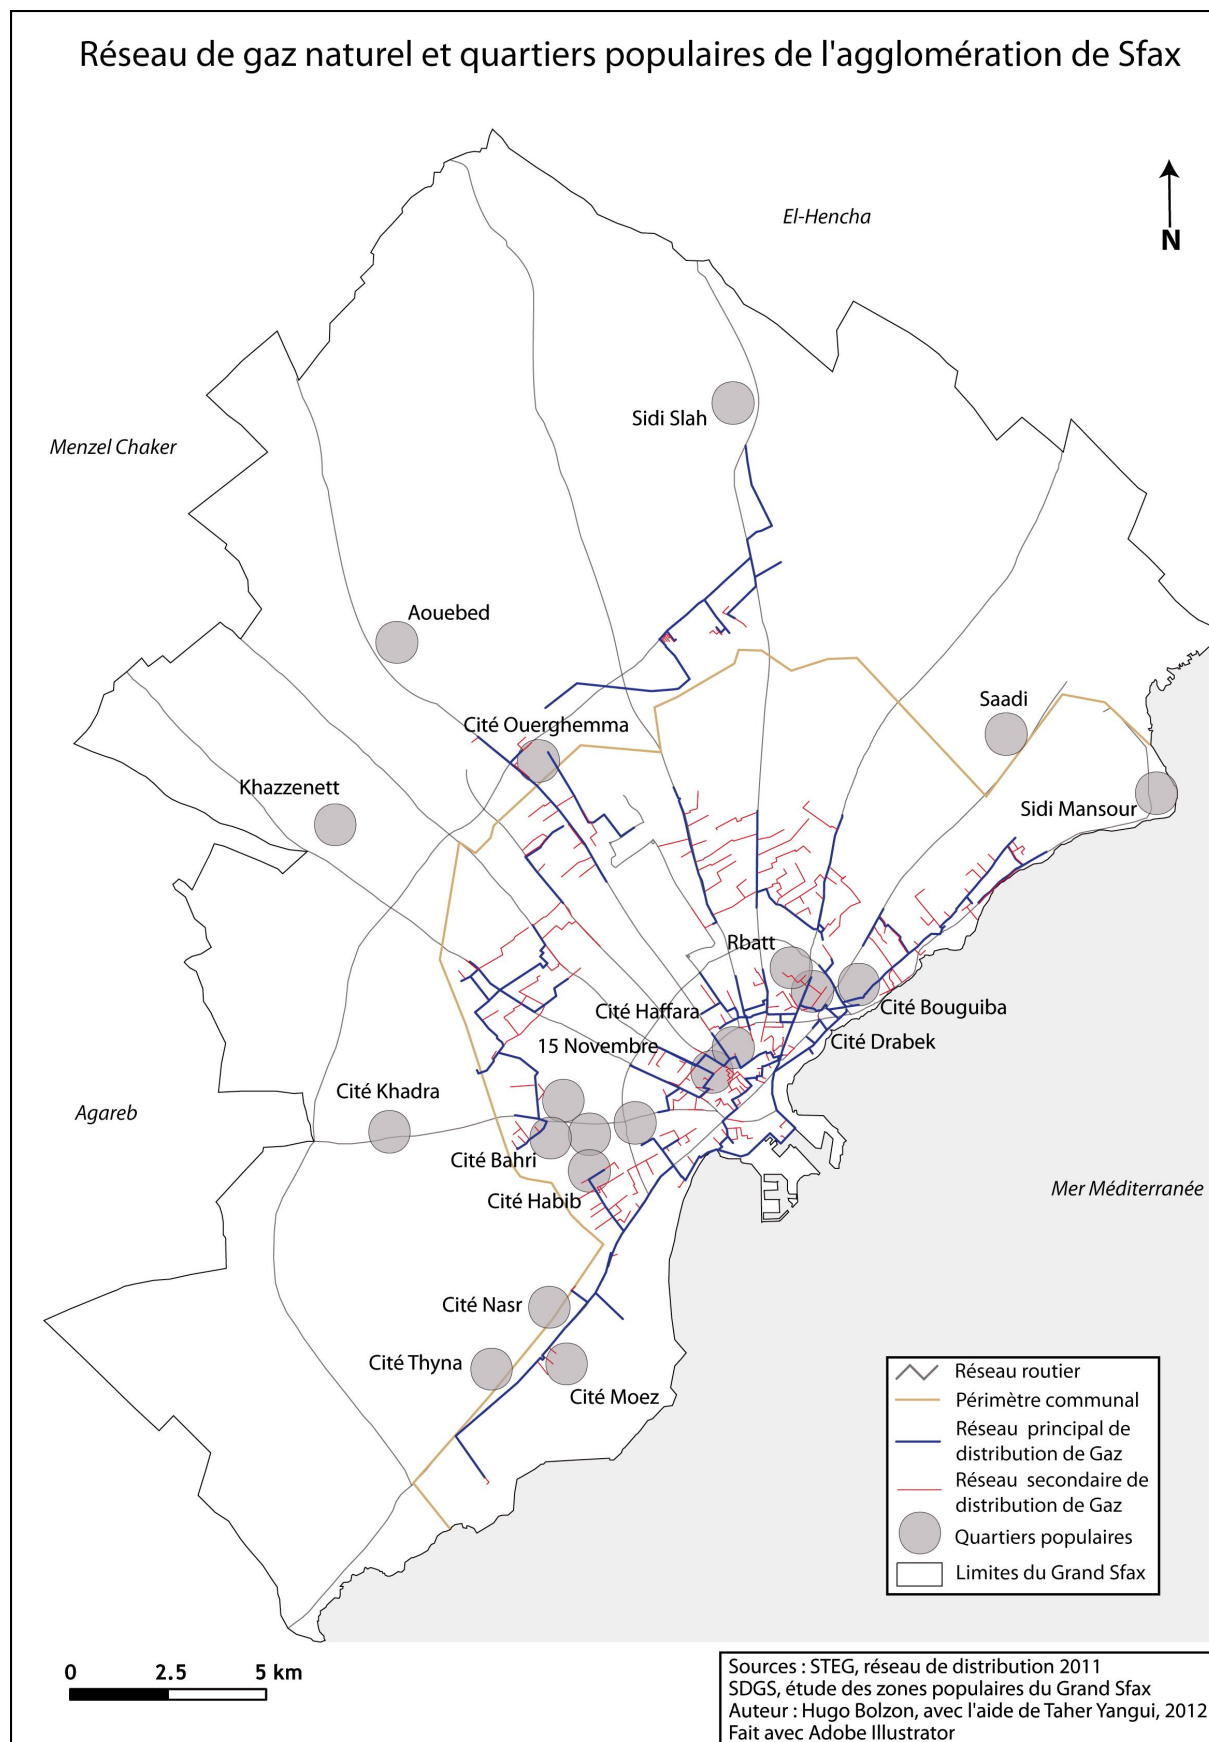 Réseau de gaz naturel et quartiers populaires de l'agglomération de Sfax
El-Hencha
N
Sidi Slah
Menzel Chaker
Aouebed
Saadi
Cité Ouerghemma
Khazzenett
Sidi Mansour
Rbatt
Cité Haffara
Cité Bouguiba
15 Novembre
Cité Drabek
Cité Khadra
Agareb
Cité Bahri
Mer Méditerranée
Cité Habib
Cité Nasr
Cité Thyna
Cité Moez
Réseau routier
Périmètre communal
Réseau principal de
distribution de Gaz
Réseau secondaire de
distribution de Gaz
Quartiers populaires
Limites du Grand Sfax
0 2.5 5 km
Sources : STEG, réseau de distribution 2011
SDGS, étude des zones populaires du Grand Sfax
Auteur : Hugo Bolzon, avec l'aide de Taher Yangui, 2012
Fait avec Adobe Illustrator